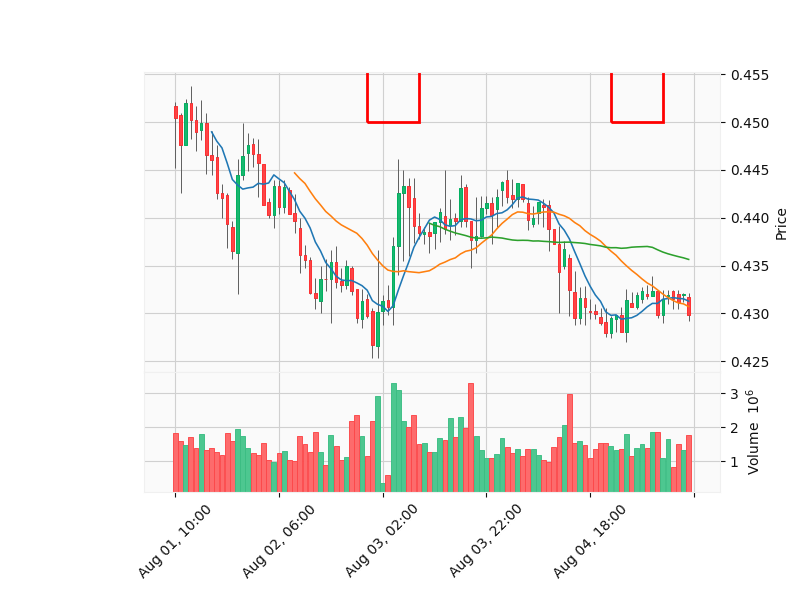 0.455
0.450
0.445
0.440
0.435
0.430
0.425
Price
3
2
1
Volume 10^6
Aug 01, 10:00
Aug 02, 06:00
Aug 03, 02:00
Aug 03, 22:00
Aug 04, 18:00